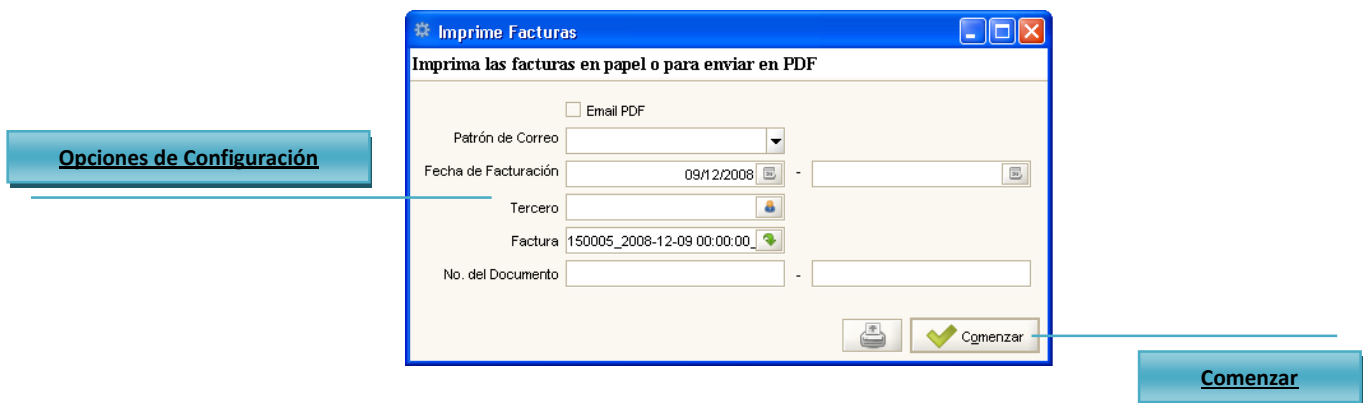 Imprime Facturas
Imprima las facturas en papel o para enviar en PDF
Email PDF
Patrón de Correo
Opciones de Configuración
Fecha de Facturación 09/12/2008 -
Tercero
Factura 150005_2008-12-09 00:00:00_
No. del Documento -
Comenzar
Comenzar